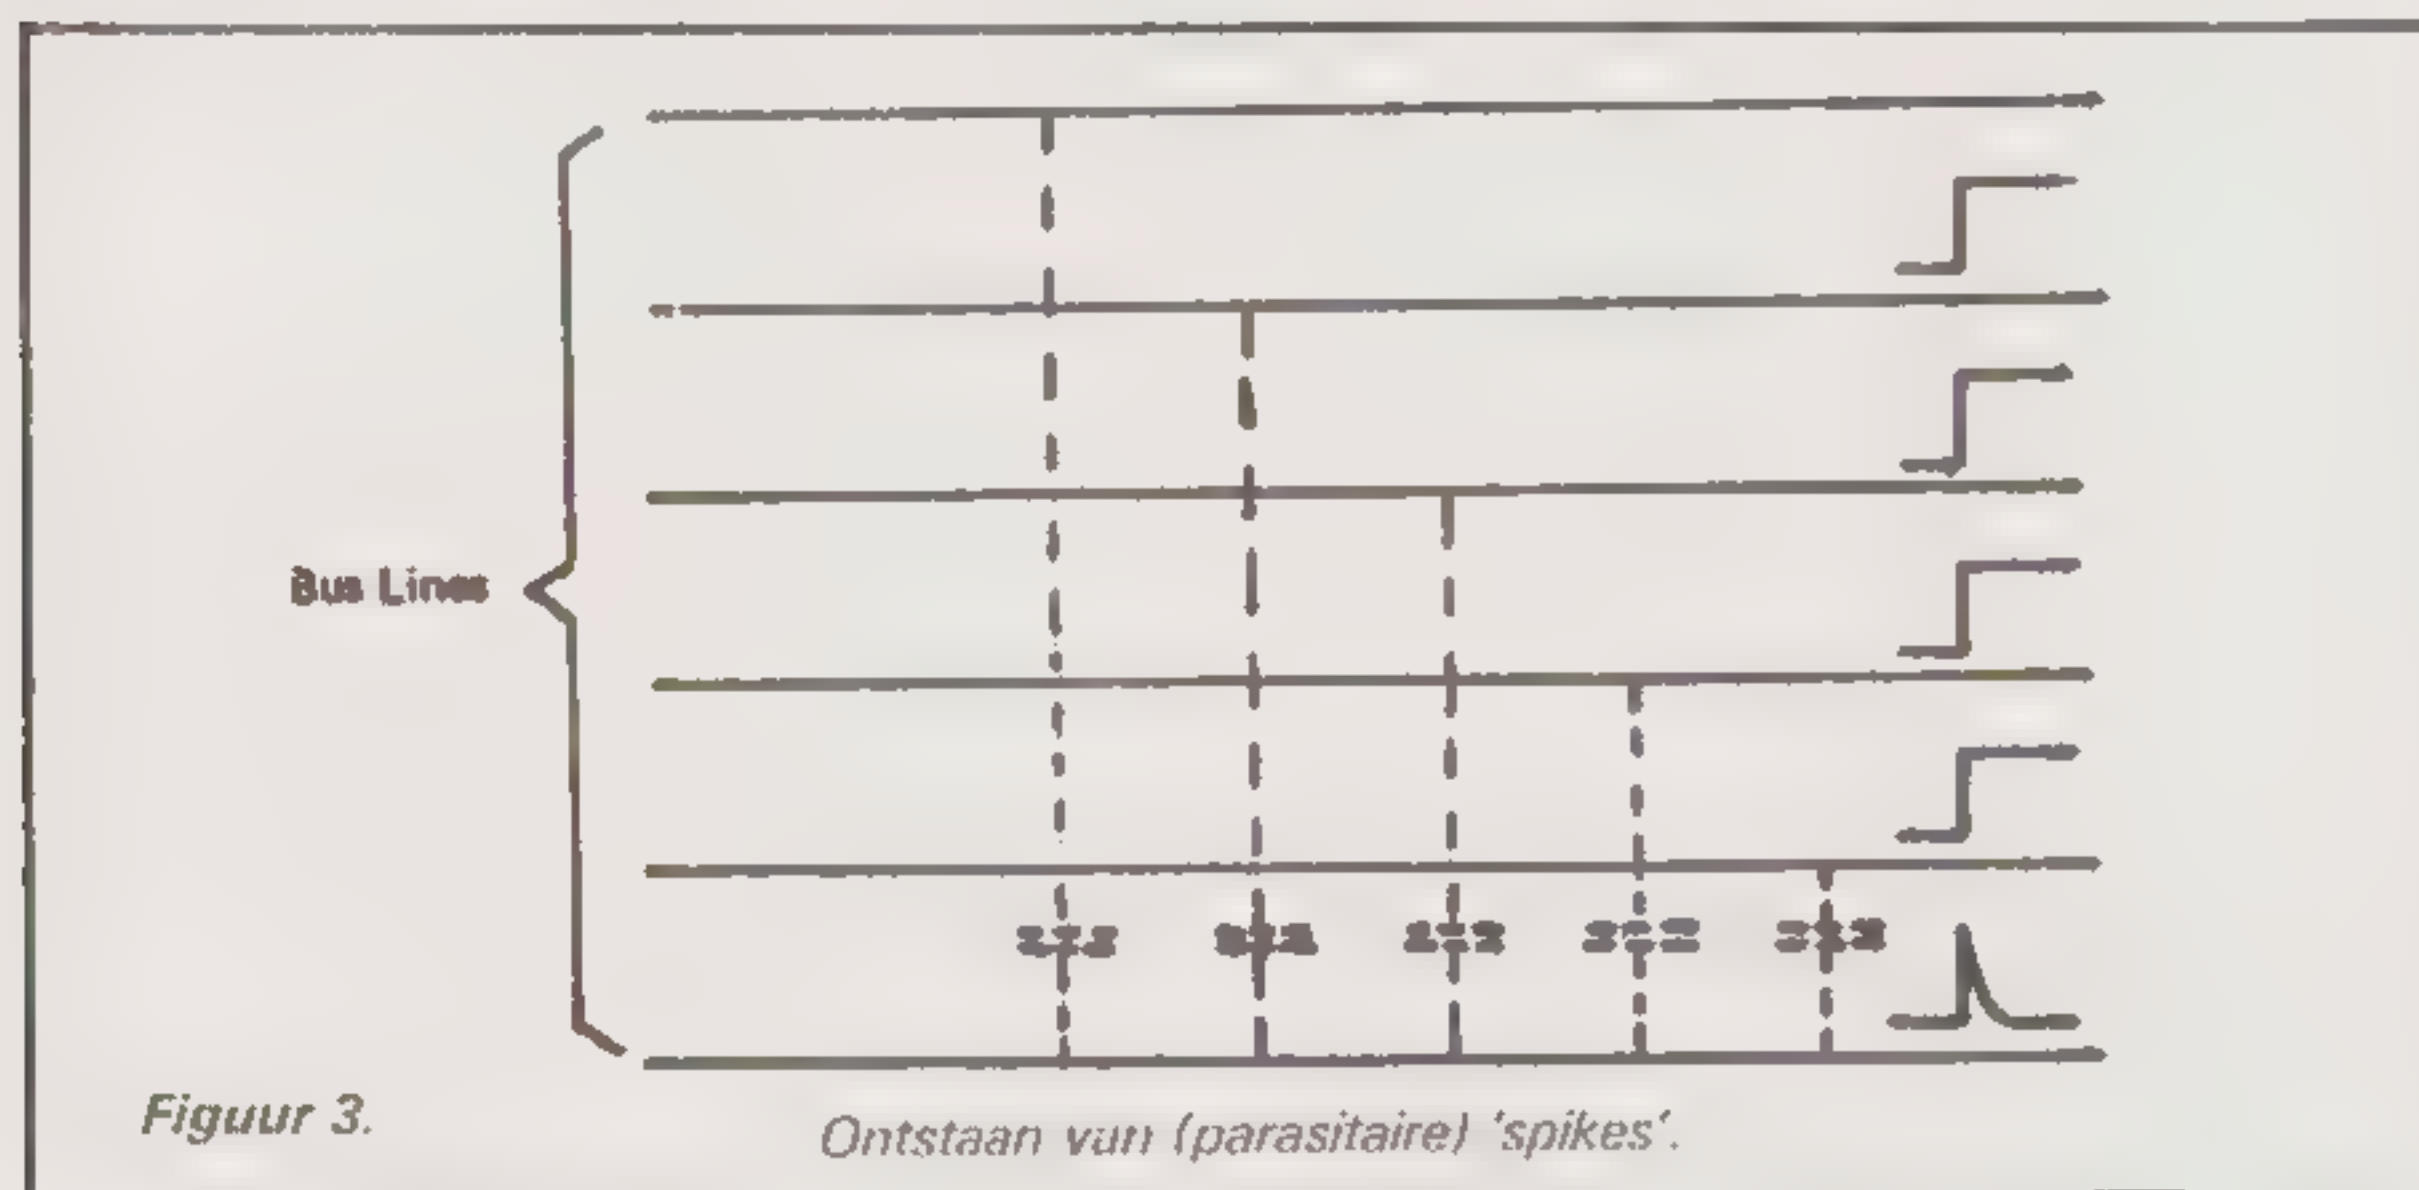 Bus Lines
Figuur 3.
Ontstaan van (parasitaire) 'spikes'.